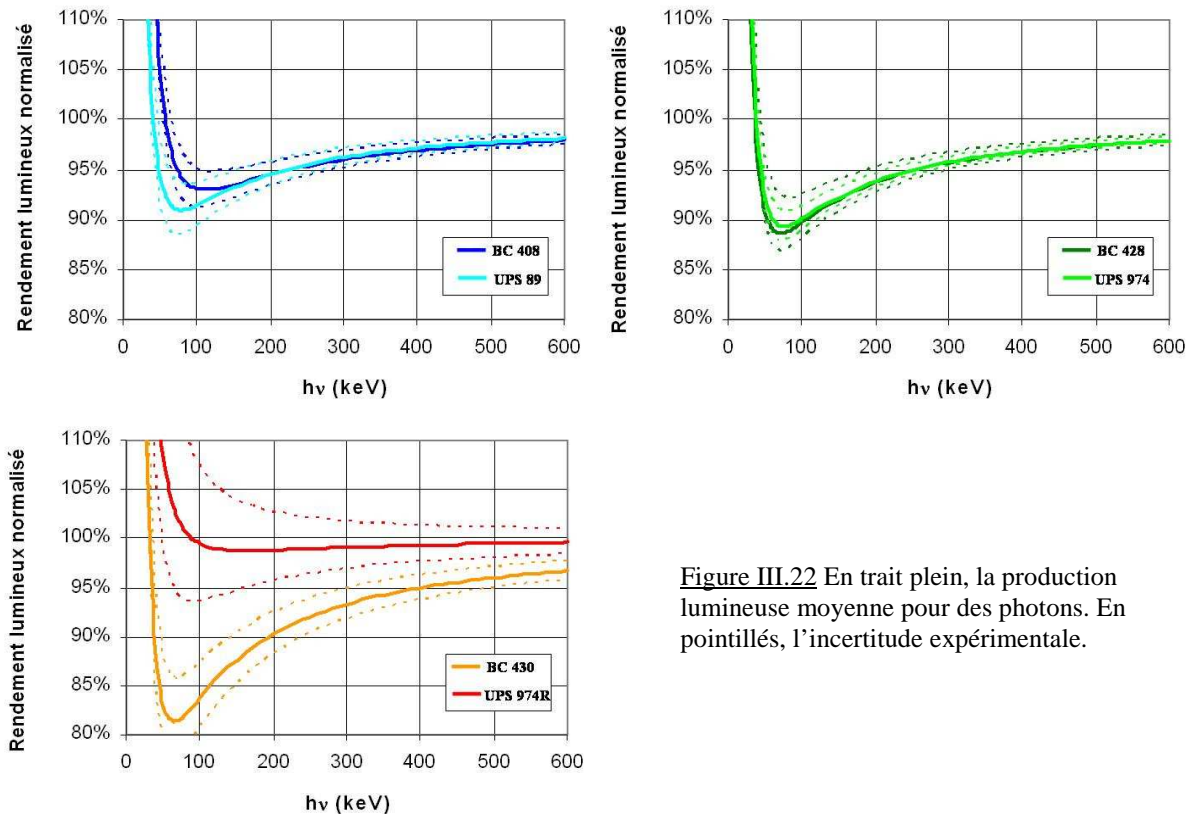 Rendement lumineux normalisé
110%
105%
100%
95%
90%
85%
80%
BC 408
UPS 89
0 100 200 300 400 500 600
hν (keV)
Rendement lumineux normalisé
110%
105%
100%
95%
90%
85%
80%
BC 428
UPS 974
0 100 200 300 400 500 600
hν (keV)
Rendement lumineux normalisé
110%
105%
100%
95%
90%
85%
80%
BC 430
UPS 974R
0 100 200 300 400 500 600
hν (keV)
Figure III.22 En trait plein, la production
lumineuse moyenne pour des photons. En
pointillés, l'incertitude expérimentale.